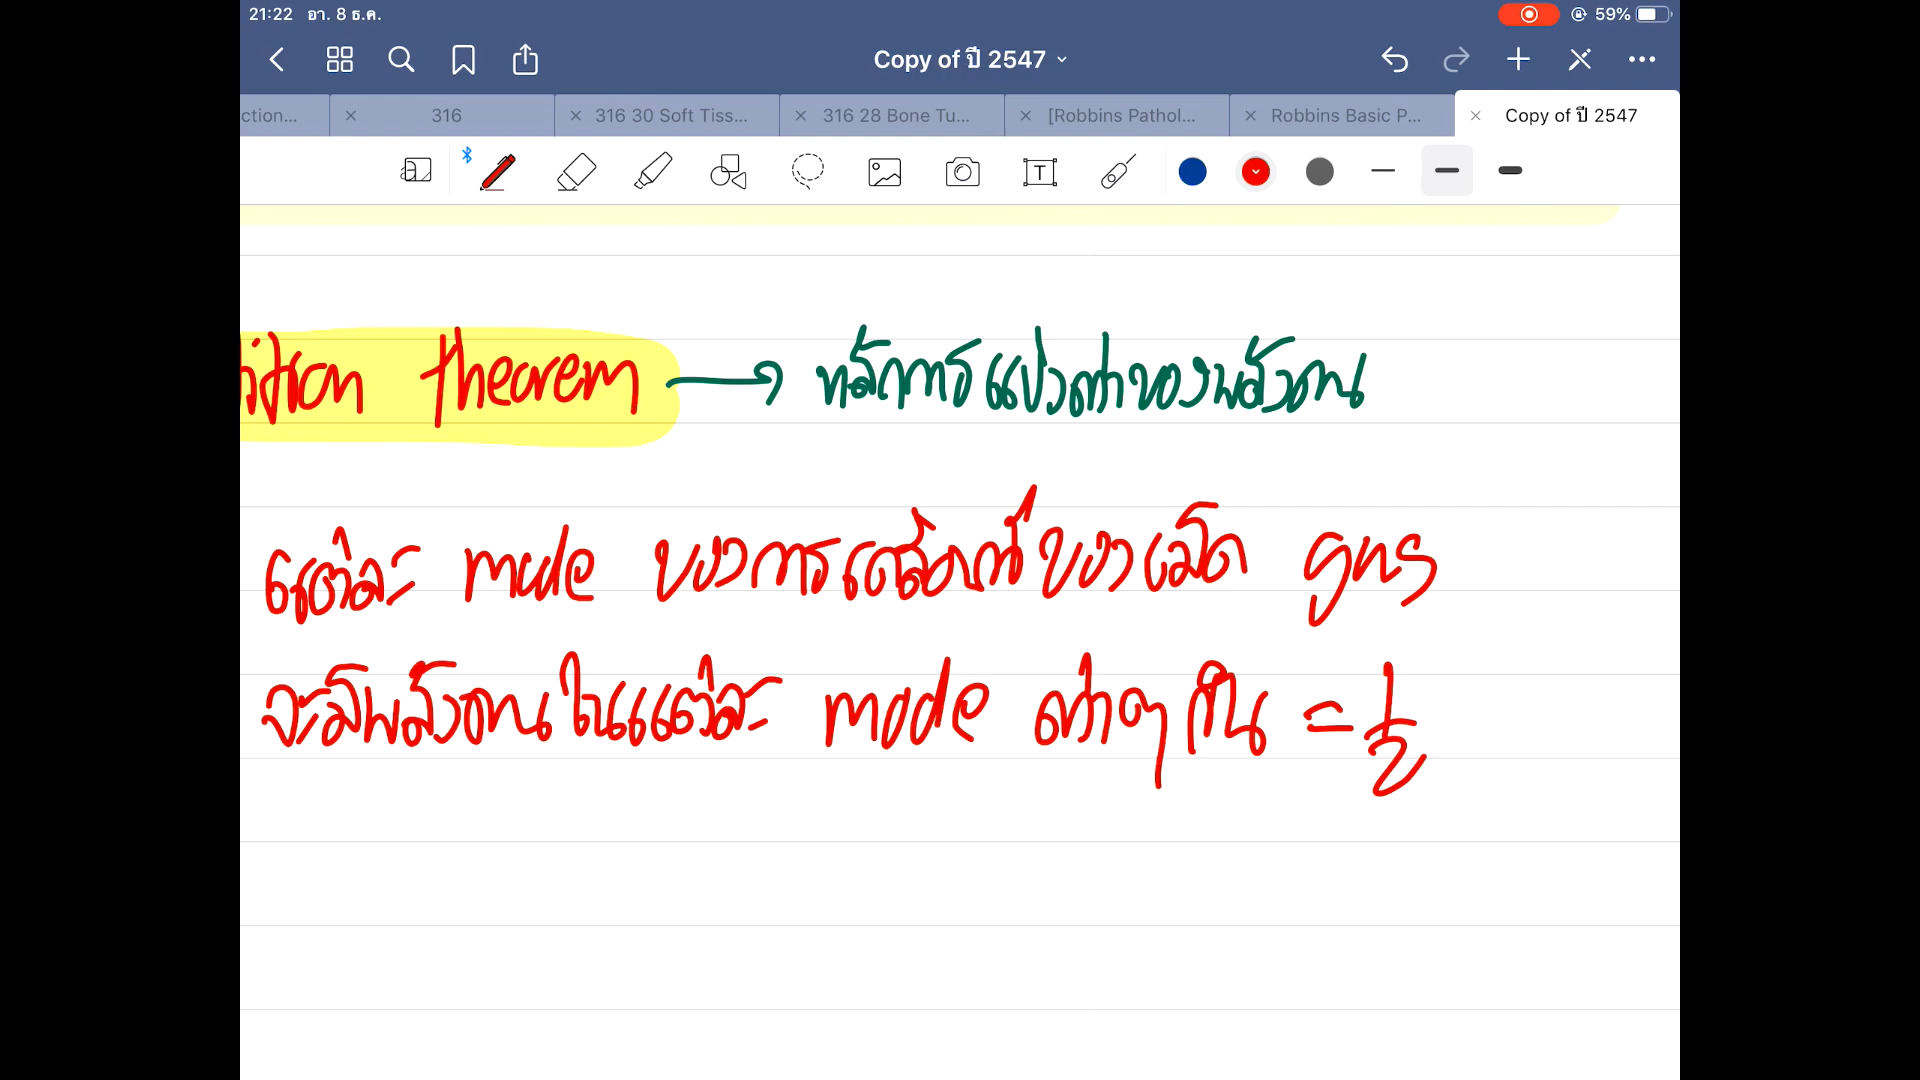 21:22 อา. 8 ธ.ค. 59%
Copy of ปี 2547
ction... 316 316 30 Soft Tiss... 316 28 Bone Tu... [Robbins Pathol... Robbins Basic P... Copy of ปี 2547
ition theorem → หลักการแบ่งเท่าของพลังงาน
แต่ละ mode ของการเคลื่อนที่ของเม็ด gas
จะมีพลังงานในแต่ละ mode เท่าๆ กัน = 1/2